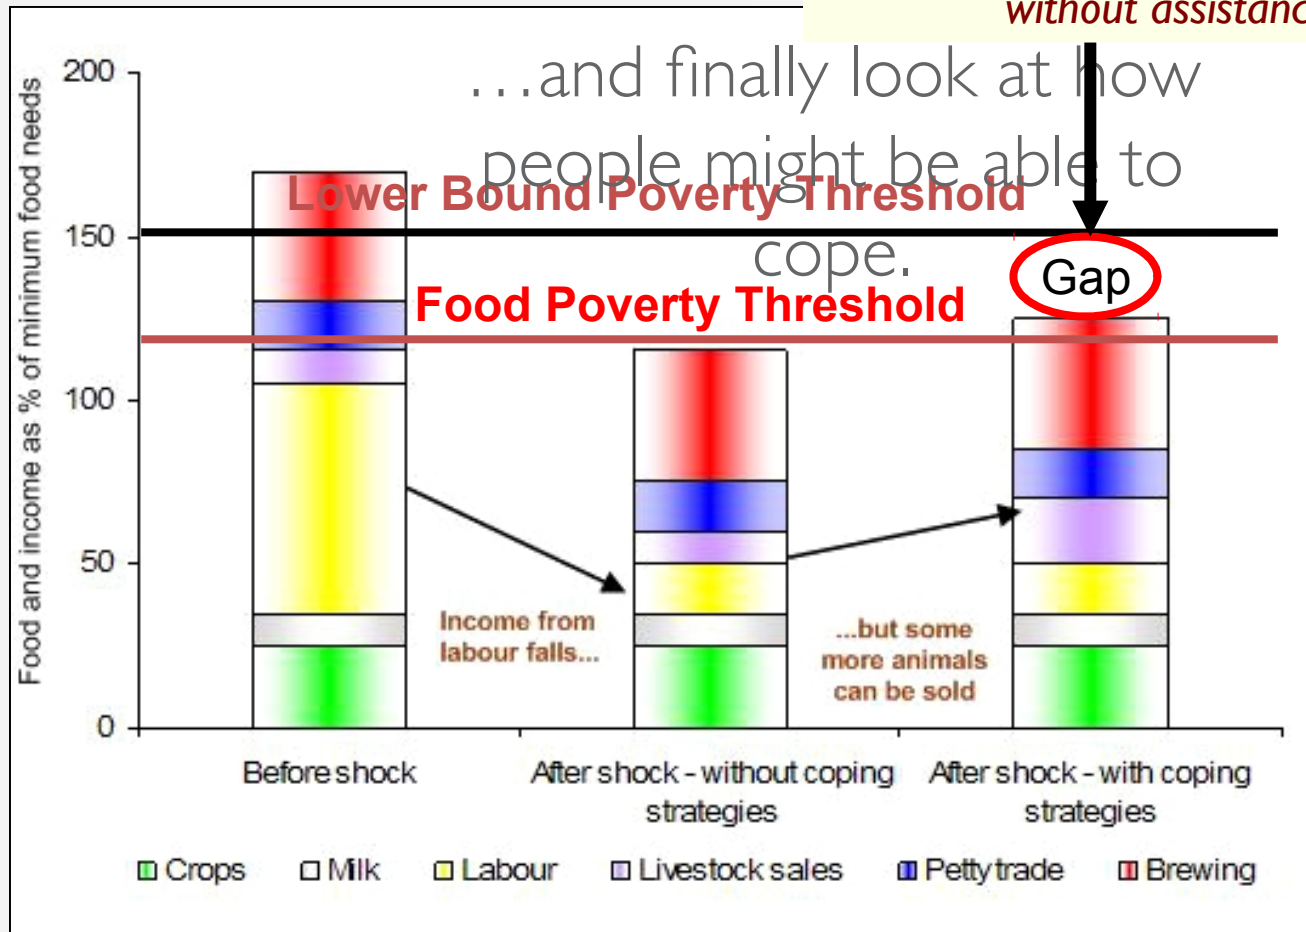 without assistanc
…and finally look at how
people might be able to
cope.
Lower Bound Poverty Threshold
Food Poverty Threshold
Gap
Food and income as % of minimum food needs
200
150
100
50
0
Income from
labour falls...
...but some
more animals
can be sold
Before shock
After shock - without coping
strategies
After shock - with coping
strategies
Crops
Milk
Labour
Livestock sales
Petty trade
Brewing